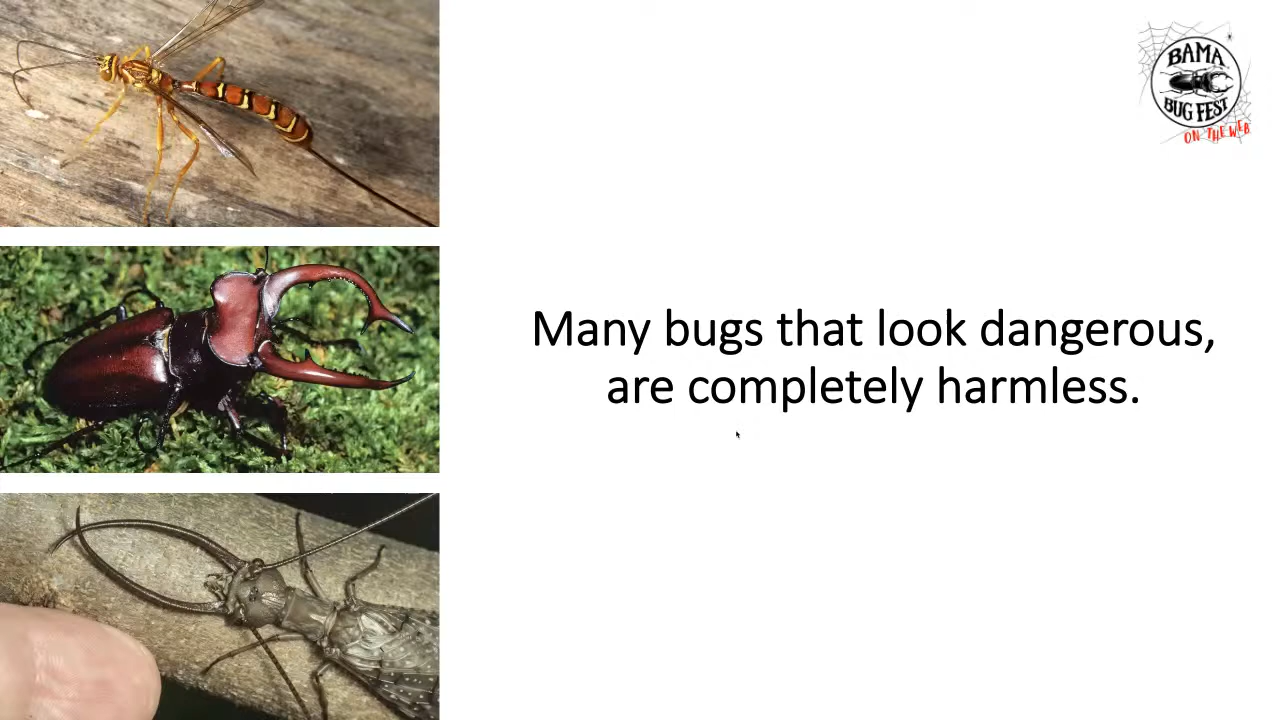 BAMA
BUG FEST
ON THE WEB
Many bugs that look dangerous,
are completely harmless.